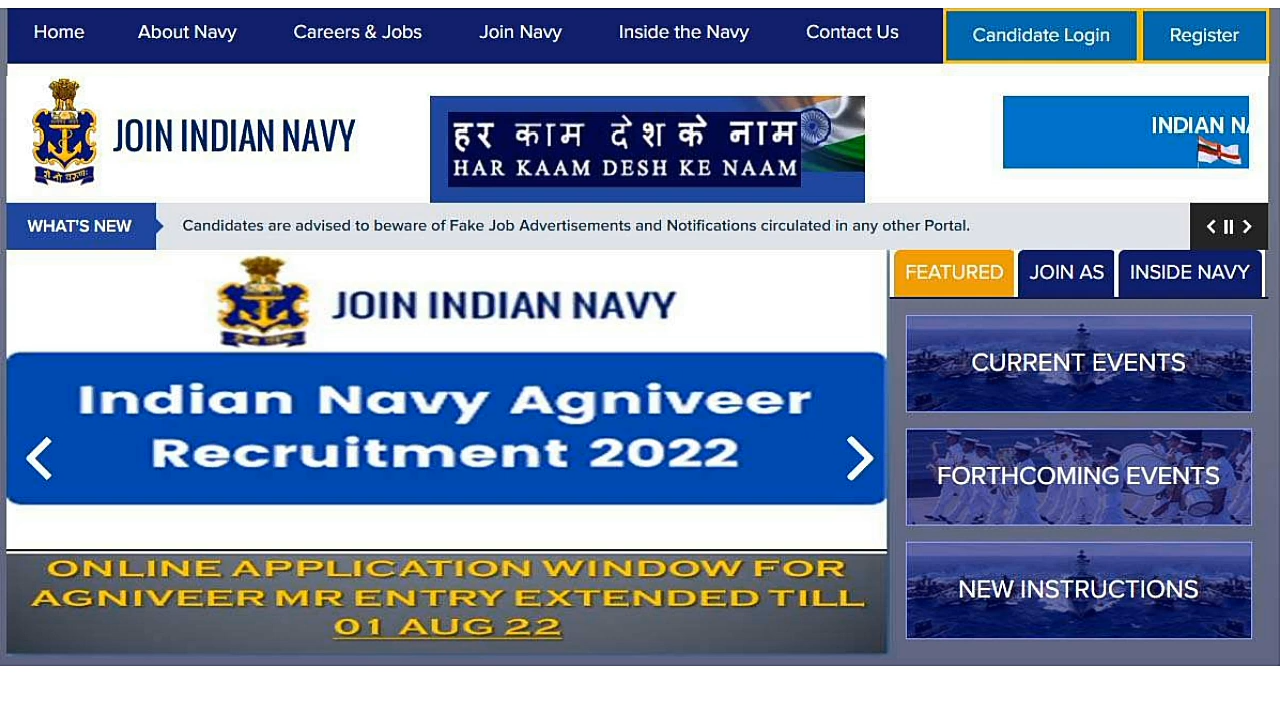 Home About Navy Careers & Jobs Join Navy Inside the Navy Contact Us Candidate Login Register
JOIN INDIAN NAVY
हर काम देश के नाम
HAR KAAM DESH KE NAAM
INDIAN NA
WHAT'S NEW Candidates are advised to beware of Fake Job Advertisements and Notifications circulated in any other Portal.
JOIN INDIAN NAVY
Indian Navy Agniveer
Recruitment 2022
ONLINE APPLICATION WINDOW FOR
AGNIVEER MR ENTRY EXTENDED TILL
01 AUG 22
FEATURED JOIN AS INSIDE NAVY
CURRENT EVENTS
FORTHCOMING EVENTS
NEW INSTRUCTIONS